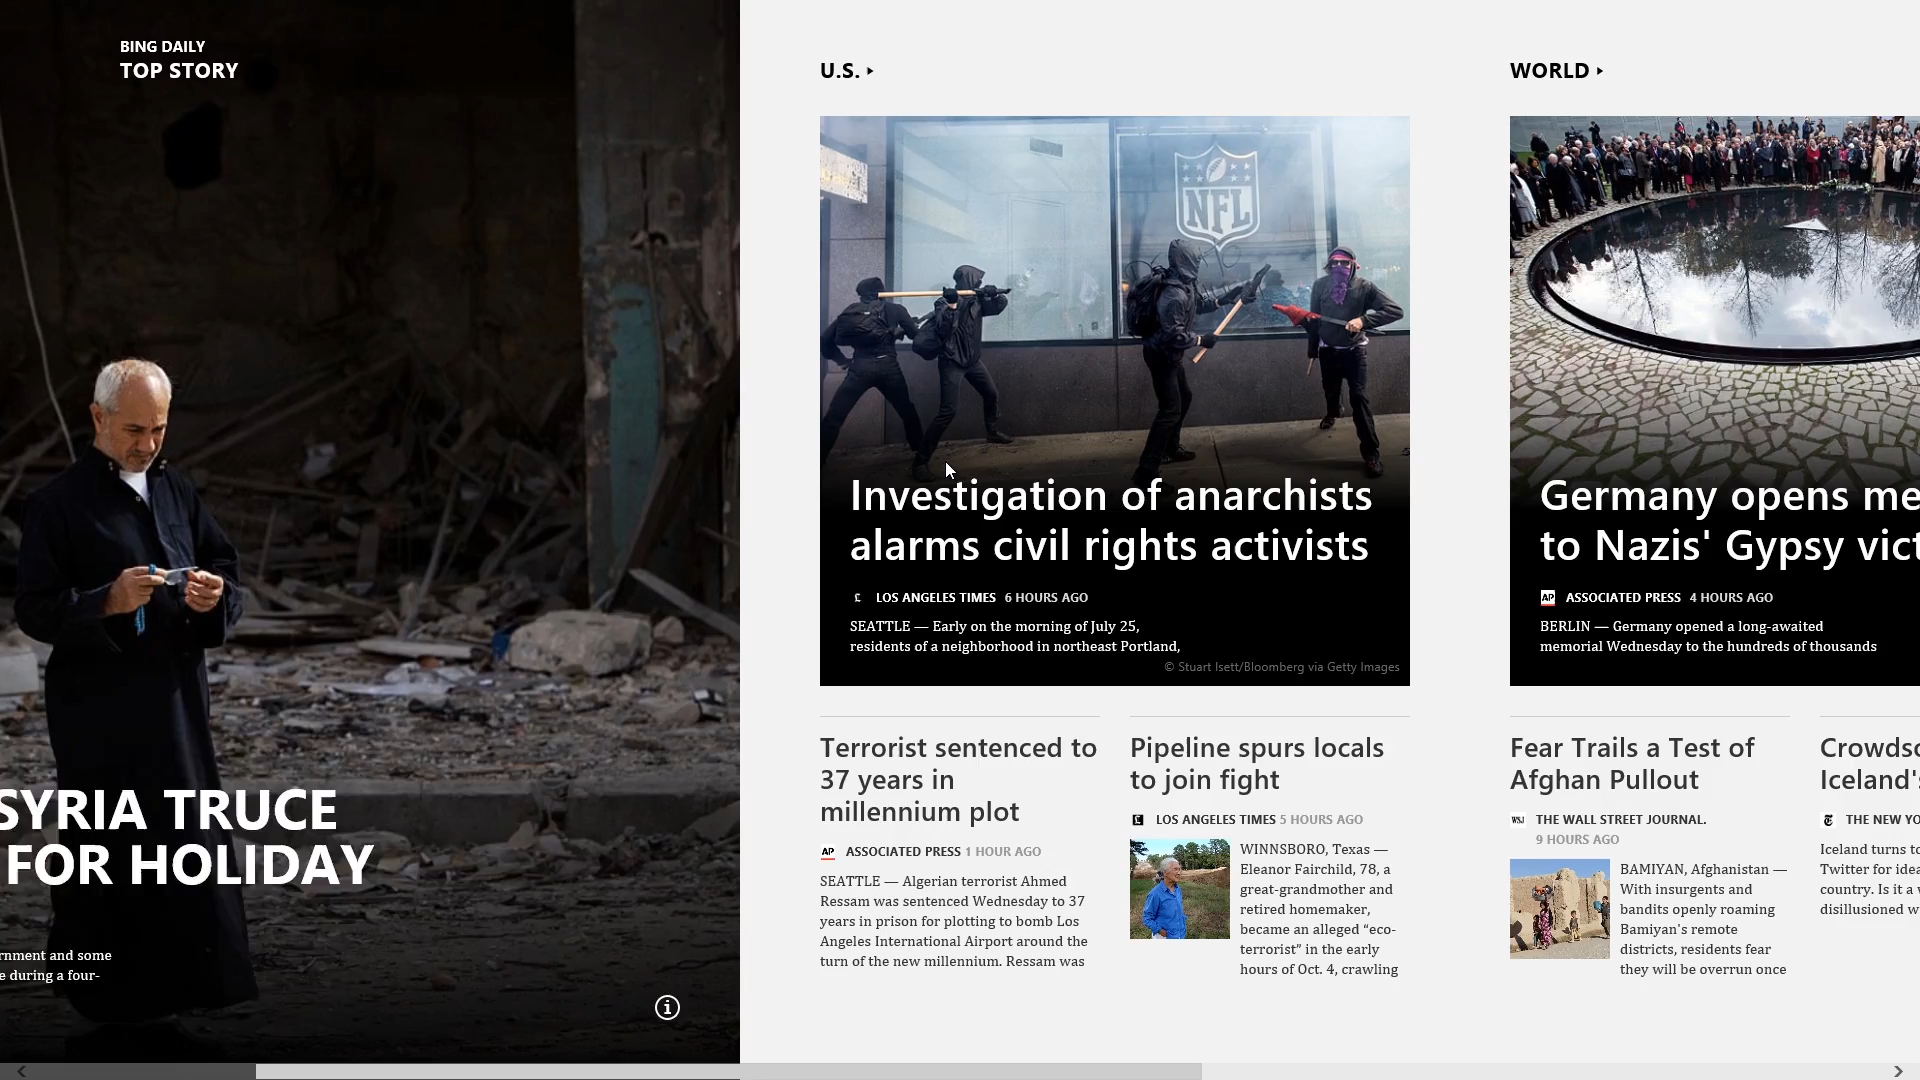 BING DAILY
TOP STORY
SYRIA TRUCE
FOR HOLIDAY
rnment and some
e during a four-
U.S.
NFL
Investigation of anarchists
alarms civil rights activists
LOS ANGELES TIMES 6 HOURS AGO
SEATTLE — Early on the morning of July 25,
residents of a neighborhood in northeast Portland,
© Stuart Isett/Bloomberg via Getty Images
Terrorist sentenced to
37 years in
millennium plot
AP ASSOCIATED PRESS 1 HOUR AGO
SEATTLE — Algerian terrorist Ahmed
Ressam was sentenced Wednesday to 37
years in prison for plotting to bomb Los
Angeles International Airport around the
turn of the new millennium. Ressam was
Pipeline spurs locals
to join fight
LOS ANGELES TIMES 5 HOURS AGO
WINNSBORO, Texas —
Eleanor Fairchild, 78, a
great-grandmother and
retired homemaker,
became an alleged “eco-
terrorist” in the early
hours of Oct. 4, crawling
WORLD
Germany opens me
to Nazis' Gypsy vict
AP ASSOCIATED PRESS 4 HOURS AGO
BERLIN — Germany opened a long-awaited
memorial Wednesday to the hundreds of thousands
Fear Trails a Test of
Afghan Pullout
WSJ THE WALL STREET JOURNAL.
9 HOURS AGO
BAMIYAN, Afghanistan —
With insurgents and
bandits openly roaming
Bamiyan's remote
districts, residents fear
they will be overrun once
Crowdso
Iceland's
THE NEW YO
Iceland turns to
Twitter for idea
country. Is it a w
disillusioned w